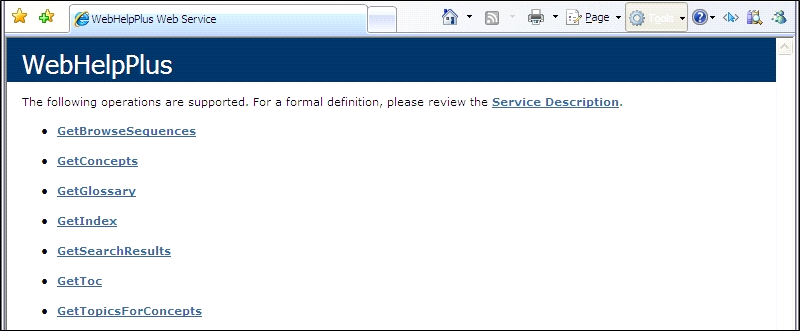 WebHelpPlus Web Service
Page
Tools
WebHelpPlus
The following operations are supported. For a formal definition, please review the Service Description.
GetBrowseSequences
GetConcepts
GetGlossary
GetIndex
GetSearchResults
GetToc
GetTopicsForConcepts